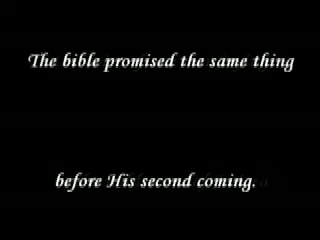 The bible promised the same thing
before His second coming.